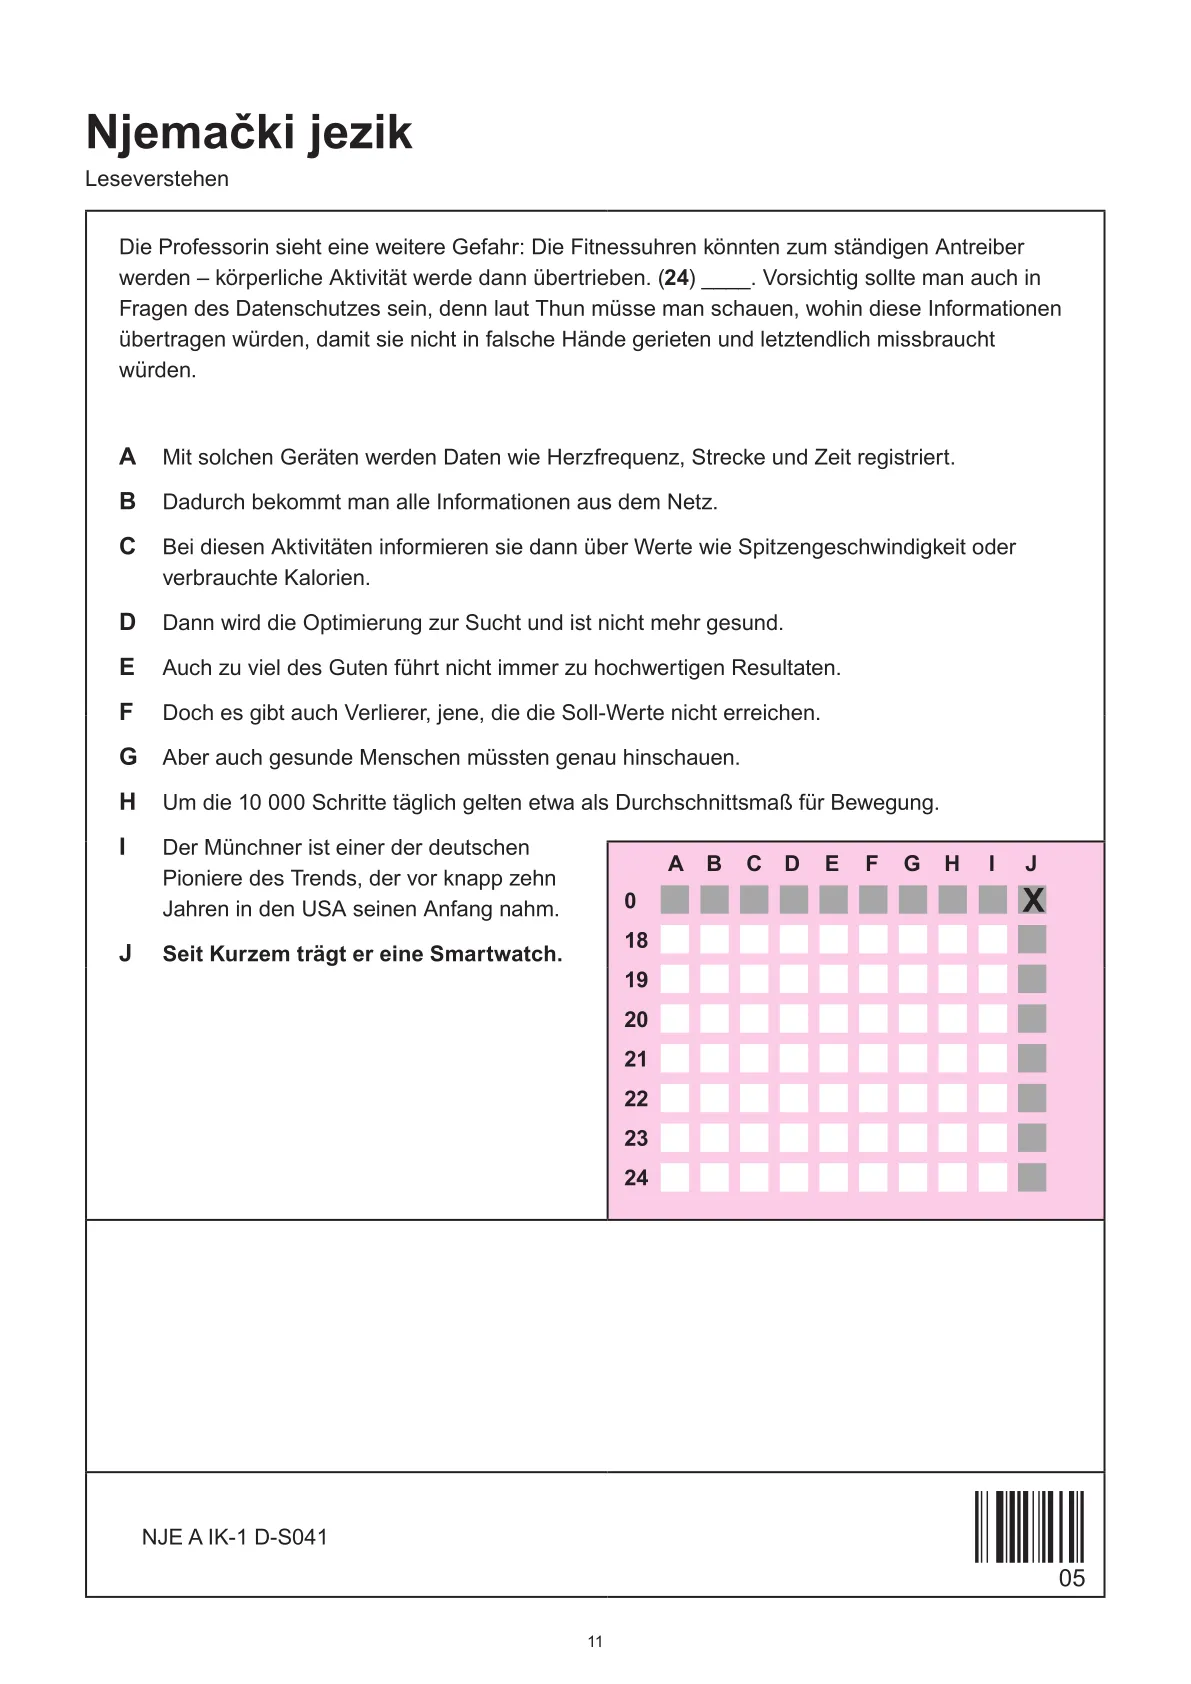 Njemački jezik
Leseverstehen
Die Professorin sieht eine weitere Gefahr: Die Fitnessuhren könnten zum ständigen Antreiber
werden – körperliche Aktivität werde dann übertrieben. (24) ____. Vorsichtig sollte man auch in
Fragen des Datenschutzes sein, denn laut Thun müsse man schauen, wohin diese Informationen
übertragen würden, damit sie nicht in falsche Hände gerieten und letztendlich missbraucht
würden.
A Mit solchen Geräten werden Daten wie Herzfrequenz, Strecke und Zeit registriert.
B Dadurch bekommt man alle Informationen aus dem Netz.
C Bei diesen Aktivitäten informieren sie dann über Werte wie Spitzengeschwindigkeit oder
verbrauchte Kalorien.
D Dann wird die Optimierung zur Sucht und ist nicht mehr gesund.
E Auch zu viel des Guten führt nicht immer zu hochwertigen Resultaten.
F Doch es gibt auch Verlierer, jene, die die Soll-Werte nicht erreichen.
G Aber auch gesunde Menschen müssten genau hinschauen.
H Um die 10 000 Schritte täglich gelten etwa als Durchschnittsmaß für Bewegung.
I Der Münchner ist einer der deutschen
Pioniere des Trends, der vor knapp zehn
Jahren in den USA seinen Anfang nahm.
J Seit Kurzem trägt er eine Smartwatch.
A B C D E F G H I J
0 X
18
19
20
21
22
23
24
NJE A IK-1 D-S041
05
11